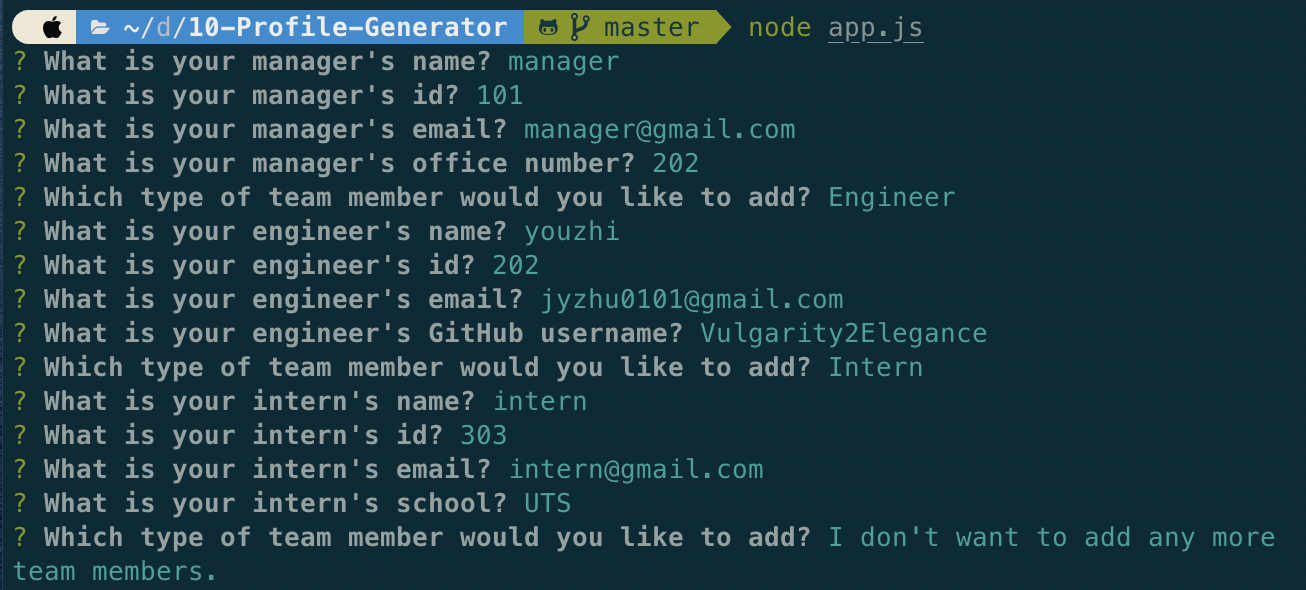 ~/d/10-Profile-Generator master node app.js
? What is your manager's name? manager
? What is your manager's id? 101
? What is your manager's email? manager@gmail.com
? What is your manager's office number? 202
? Which type of team member would you like to add? Engineer
? What is your engineer's name? youzhi
? What is your engineer's id? 202
? What is your engineer's email? jyzhu0101@gmail.com
? What is your engineer's GitHub username? Vulgarity2Elegance
? Which type of team member would you like to add? Intern
? What is your intern's name? intern
? What is your intern's id? 303
? What is your intern's email? intern@gmail.com
? What is your intern's school? UTS
? Which type of team member would you like to add? I don't want to add any more
team members.